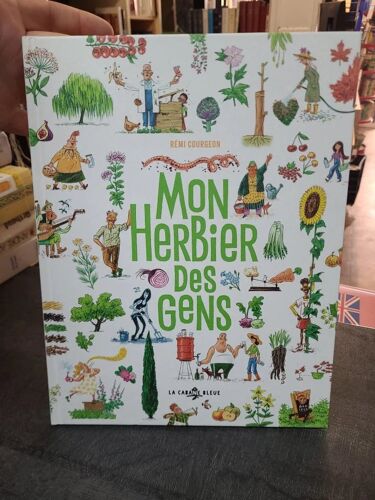 RÉMI COURGEON
MON
HERBIER
DES
GENS
LA CABANE BLEUE